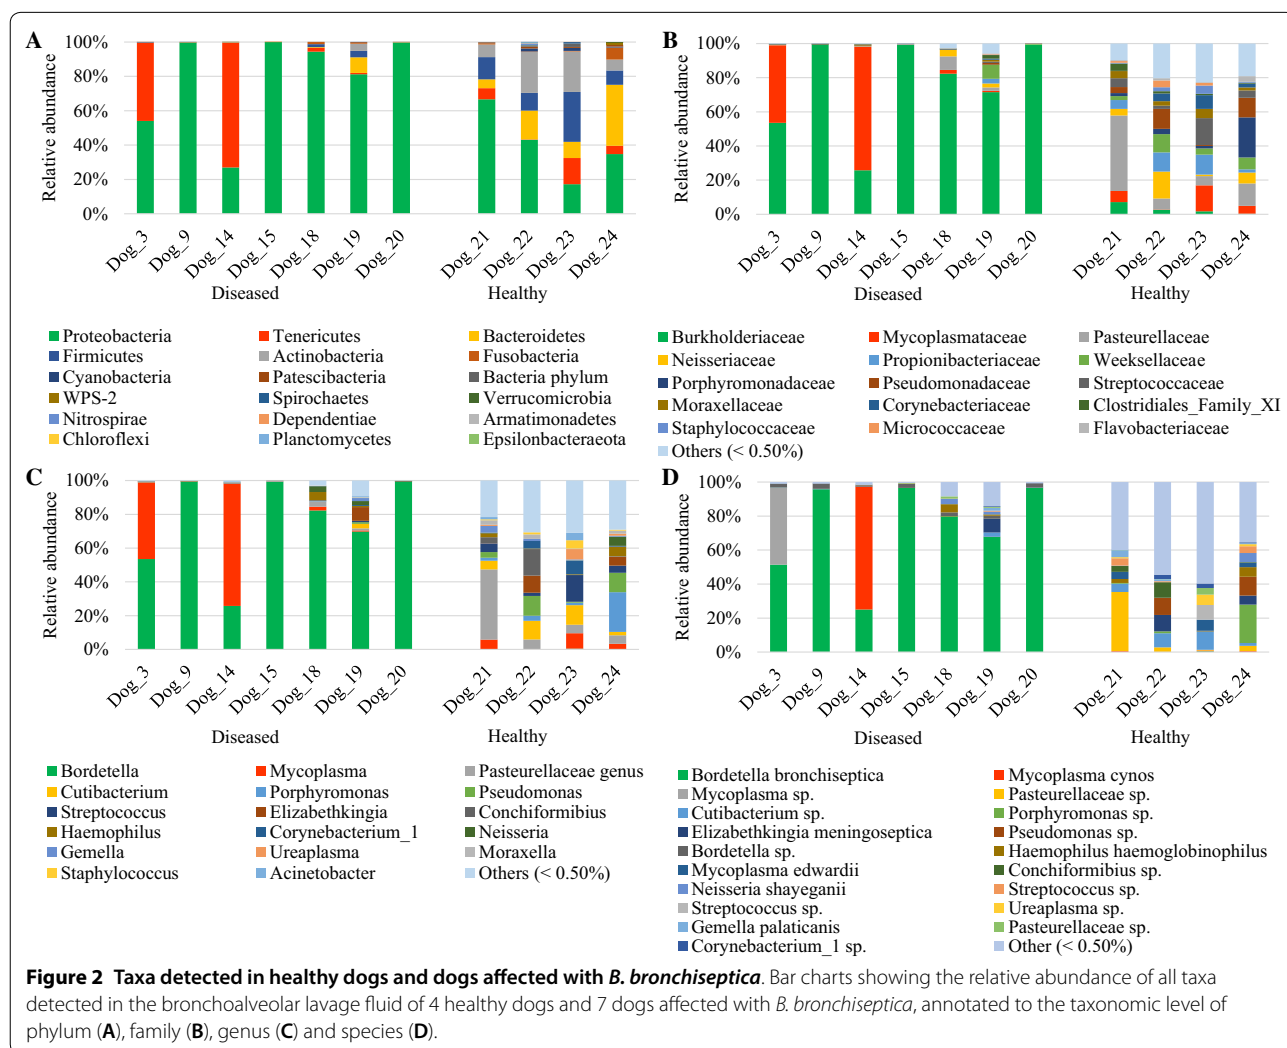 A
Relative abundance
100%
80%
60%
40%
20%
0%
Dog_3 Dog_9 Dog_14 Dog_15 Dog_18 Dog_19 Dog_20 Dog_21 Dog_22 Dog_23 Dog_24
Diseased Healthy
Proteobacteria Tenericutes Bacteroidetes
Firmicutes Actinobacteria Fusobacteria
Cyanobacteria Patescibacteria Bacteria phylum
WPS-2 Spirochaetes Verrucomicrobia
Nitrospirae Dependentiae Armatimonadetes
Chloroflexi Planctomycetes Epsilonbacteraeota
B
Relative abundance
100%
80%
60%
40%
20%
0%
Dog_3 Dog_9 Dog_14 Dog_15 Dog_18 Dog_19 Dog_20 Dog_21 Dog_22 Dog_23 Dog_24
Diseased Healthy
Burkholderiaceae Mycoplasmataceae Pasteurellaceae
Neisseriaceae Propionibacteriaceae Weeksellaceae
Porphyromonadaceae Pseudomonadaceae Streptococcaceae
Moraxellaceae Corynebacteriaceae Clostridiales_Family_XI
Staphylococcaceae Micrococcaceae Flavobacteriaceae
Others (< 0.50%)
C
Relative abundance
100%
80%
60%
40%
20%
0%
Dog_3 Dog_9 Dog_14 Dog_15 Dog_18 Dog_19 Dog_20 Dog_21 Dog_22 Dog_23 Dog_24
Diseased Healthy
Bordetella Mycoplasma Pasteurellaceae genus
Cutibacterium Porphyromonas Pseudomonas
Streptococcus Elizabethkingia Conchiformibius
Haemophilus Corynebacterium_1 Neisseria
Gemella Ureaplasma Moraxella
Staphylococcus Acinetobacter Others (< 0.50%)
D
Relative abundance
100%
80%
60%
40%
20%
0%
Dog_3 Dog_9 Dog_14 Dog_15 Dog_18 Dog_19 Dog_20 Dog_21 Dog_22 Dog_23 Dog_24
Diseased Healthy
Bordetella bronchiseptica Mycoplasma cynos
Mycoplasma sp. Pasteurellaceae sp.
Cutibacterium sp. Porphyromonas sp.
Elizabethkingia meningoseptica Pseudomonas sp.
Bordetella sp. Haemophilus haemoglobinophilus
Mycoplasma edwardii Conchiformibius sp.
Neisseria shayeganii Streptococcus sp.
Streptococcus sp. Ureaplasma sp.
Gemella palaticanis Pasteurellaceae sp.
Corynebacterium_1 sp. Other (< 0.50%)
Figure 2 Taxa detected in healthy dogs and dogs affected with B. bronchiseptica. Bar charts showing the relative abundance of all taxa
detected in the bronchoalveolar lavage fluid of 4 healthy dogs and 7 dogs affected with B. bronchiseptica, annotated to the taxonomic level of
phylum (A), family (B), genus (C) and species (D).